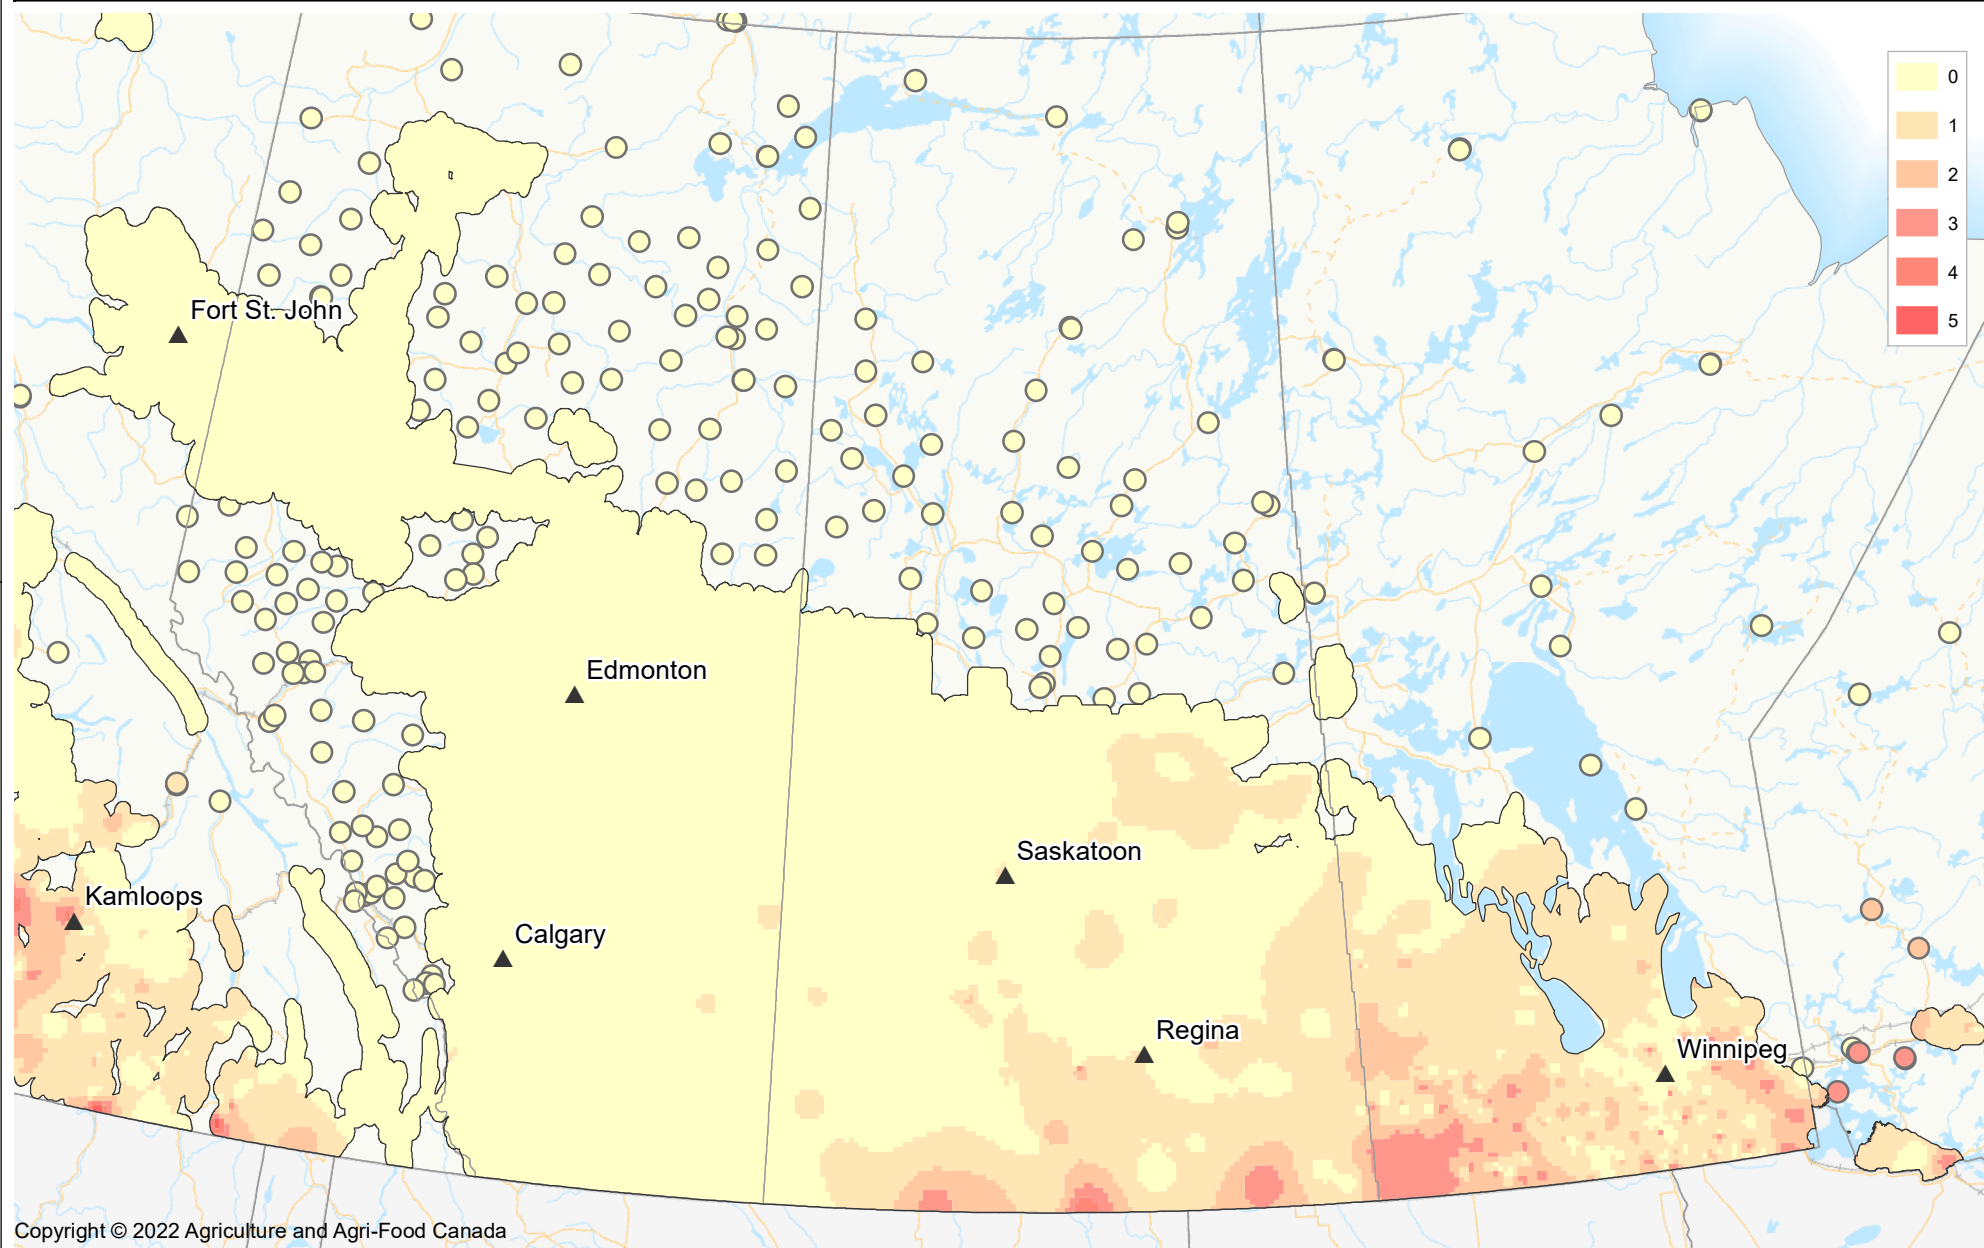 0
1
2
3
4
5
Fort St. John
Edmonton
Saskatoon
Kamloops
Calgary
Regina
Winnipeg
Copyright © 2022 Agriculture and Agri-Food Canada